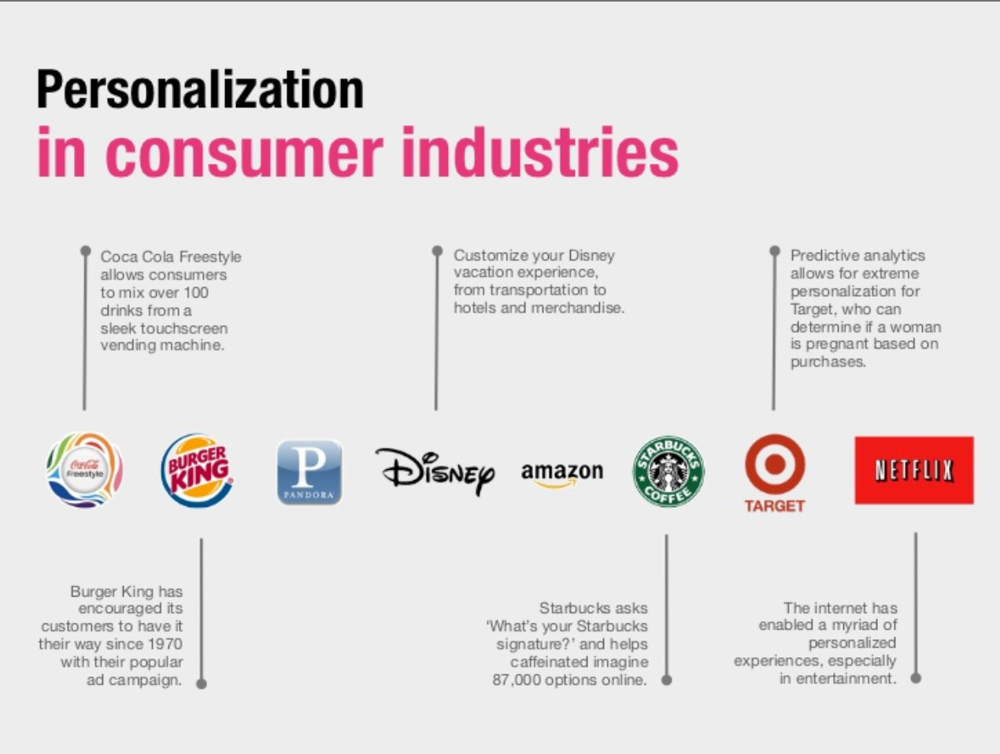 Personalization
in consumer industries
Coca Cola Freestyle
allows consumers
to mix over 100
drinks from a
sleek touchscreen
vending machine.
Customize your Disney
vacation experience,
from transportation to
hotels and merchandise.
Predictive analytics
allows for extreme
personalization for
Target, who can
determine if a woman
is pregnant based on
purchases.
Coca-Cola
Freestyle
BURGER
KING
P
PANDORA
DISNEY
amazon
STARBUCKS
COFFEE
TARGET
NETFLIX
Burger King has
encouraged its
customers to have it
their way since 1970
with their popular
ad campaign.
Starbucks asks
‘What’s your Starbucks
signature?’ and helps
caffeinated imagine
87,000 options online.
The internet has
enabled a myriad of
personalized
experiences, especially
in entertainment.